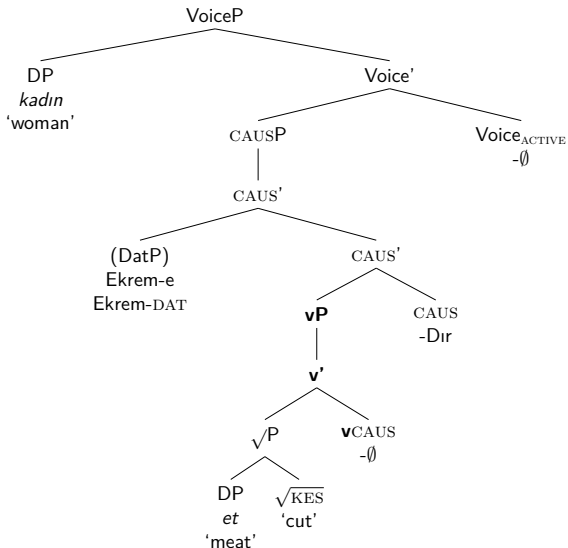 VoiceP
DP
kadın
‘woman’
Voice’
CAUSP
VoiceACTIVE
-∅
CAUS’
(DatP)
Ekrem-e
Ekrem-DAT
CAUS’
vP
CAUS
-Dır
v’
√P
vCAUS
-∅
DP
et
‘meat’
√KES
‘cut’